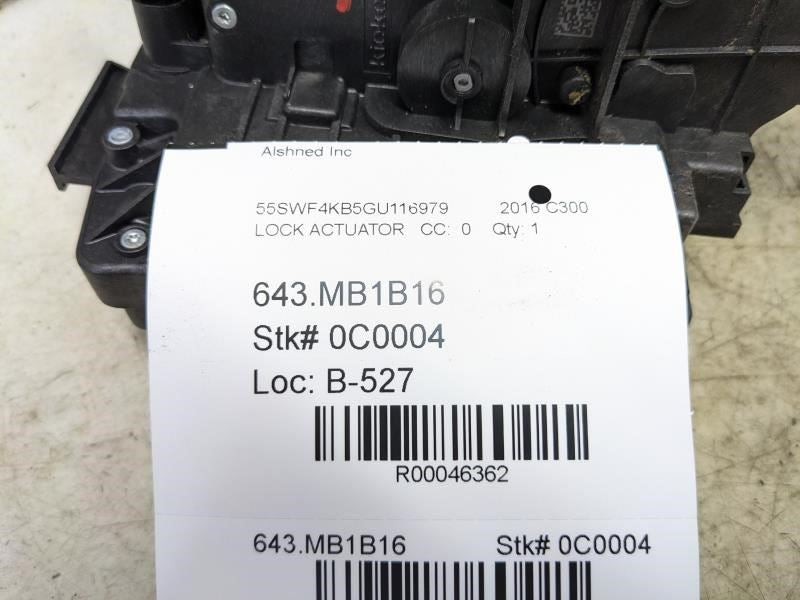 kieker
Alshned Inc
55SWF4KB5GU116979 2016 C300
LOCK ACTUATOR CC: 0 Qty: 1
643.MB1B16
Stk# 0C0004
Loc: B-527
R00046362
643.MB1B16 Stk# 0C0004